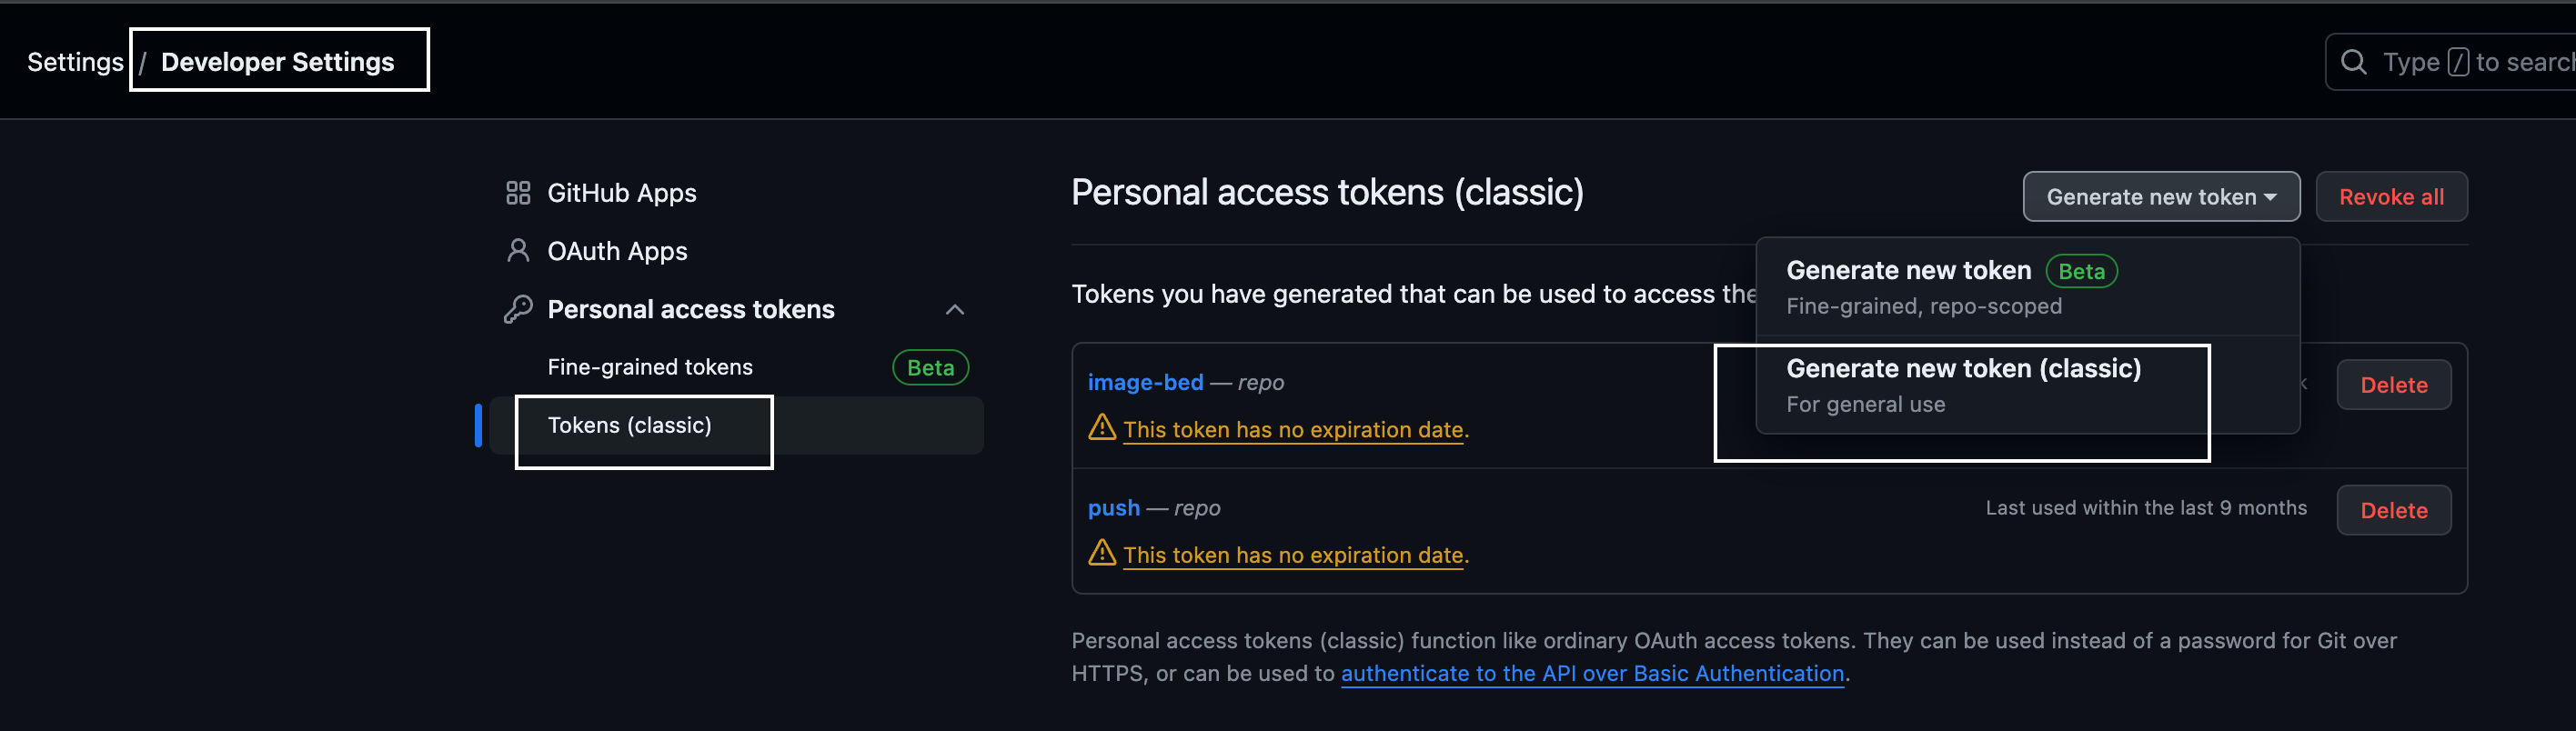 Settings / Developer Settings
Type / to search
GitHub Apps
OAuth Apps
Personal access tokens
Fine-grained tokens Beta
Tokens (classic)
Personal access tokens (classic)
Generate new token
Revoke all
Generate new token Beta
Fine-grained, repo-scoped
Generate new token (classic)
For general use
Tokens you have generated that can be used to access the
image-bed — repo
Delete
This token has no expiration date.
push — repo
Last used within the last 9 months
Delete
This token has no expiration date.
Personal access tokens (classic) function like ordinary OAuth access tokens. They can be used instead of a password for Git over
HTTPS, or can be used to authenticate to the API over Basic Authentication.